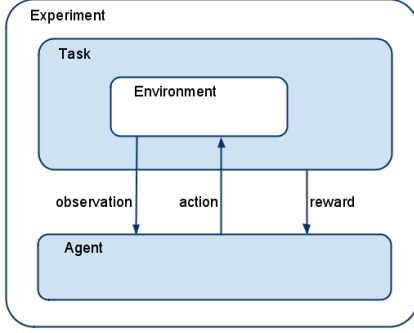 Experiment
Task
Environment
observation action reward
Agent